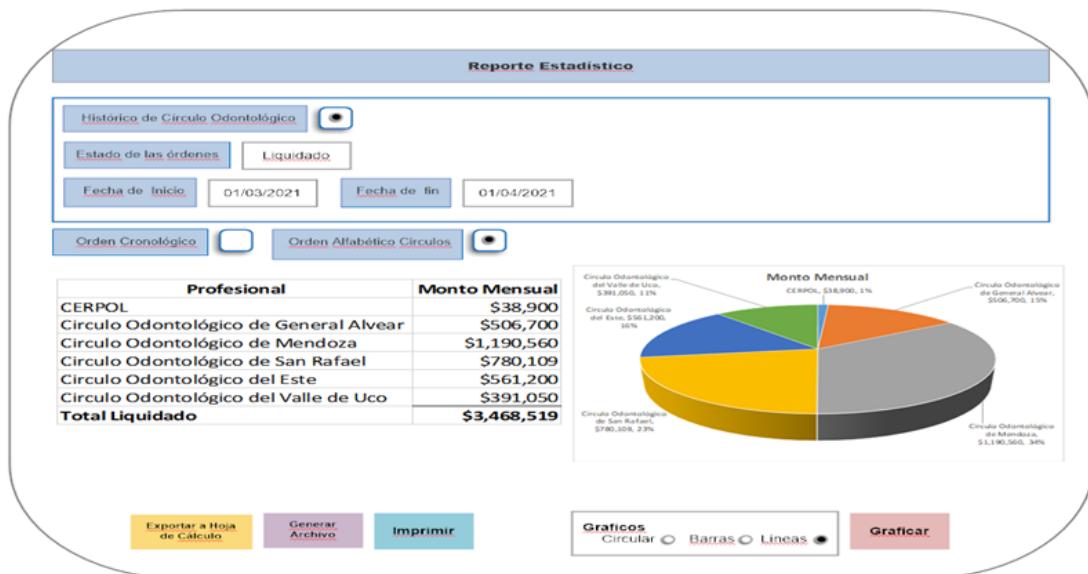 Reporte Estadístico
Histórico de Círculo Odontológico
Estado de las órdenes Liquidado
Fecha de Inicio 01/03/2021 Fecha de fin 01/04/2021
Orden Cronológico Orden Alfabético Círculos
Profesional Monto Mensual
CERPOL $38,900
Circulo Odontológico de General Alvear $506,700
Circulo Odontológico de Mendoza $1,190,560
Circulo Odontológico de San Rafael $780,109
Circulo Odontológico del Este $561,200
Circulo Odontológico del Valle de Uco $391,050
Total Liquidado $3,468,519
Monto Mensual
Circulo Odontológico
del Valle de Uco,
$391,050, 11%
CERPOL, $38,900, 1%
Circulo Odontológico
de General Alvear,
$506,700, 15%
Circulo Odontológico
del Este, $561,200,
16%
Circulo Odontológico
de San Rafael,
$780,109, 23%
Circulo Odontológico
de Mendoza,
$1,190,560, 34%
Exportar a Hoja
de Cálculo
Generar
Archivo
Imprimir
Graficos
Circular Barras Líneas
Graficar